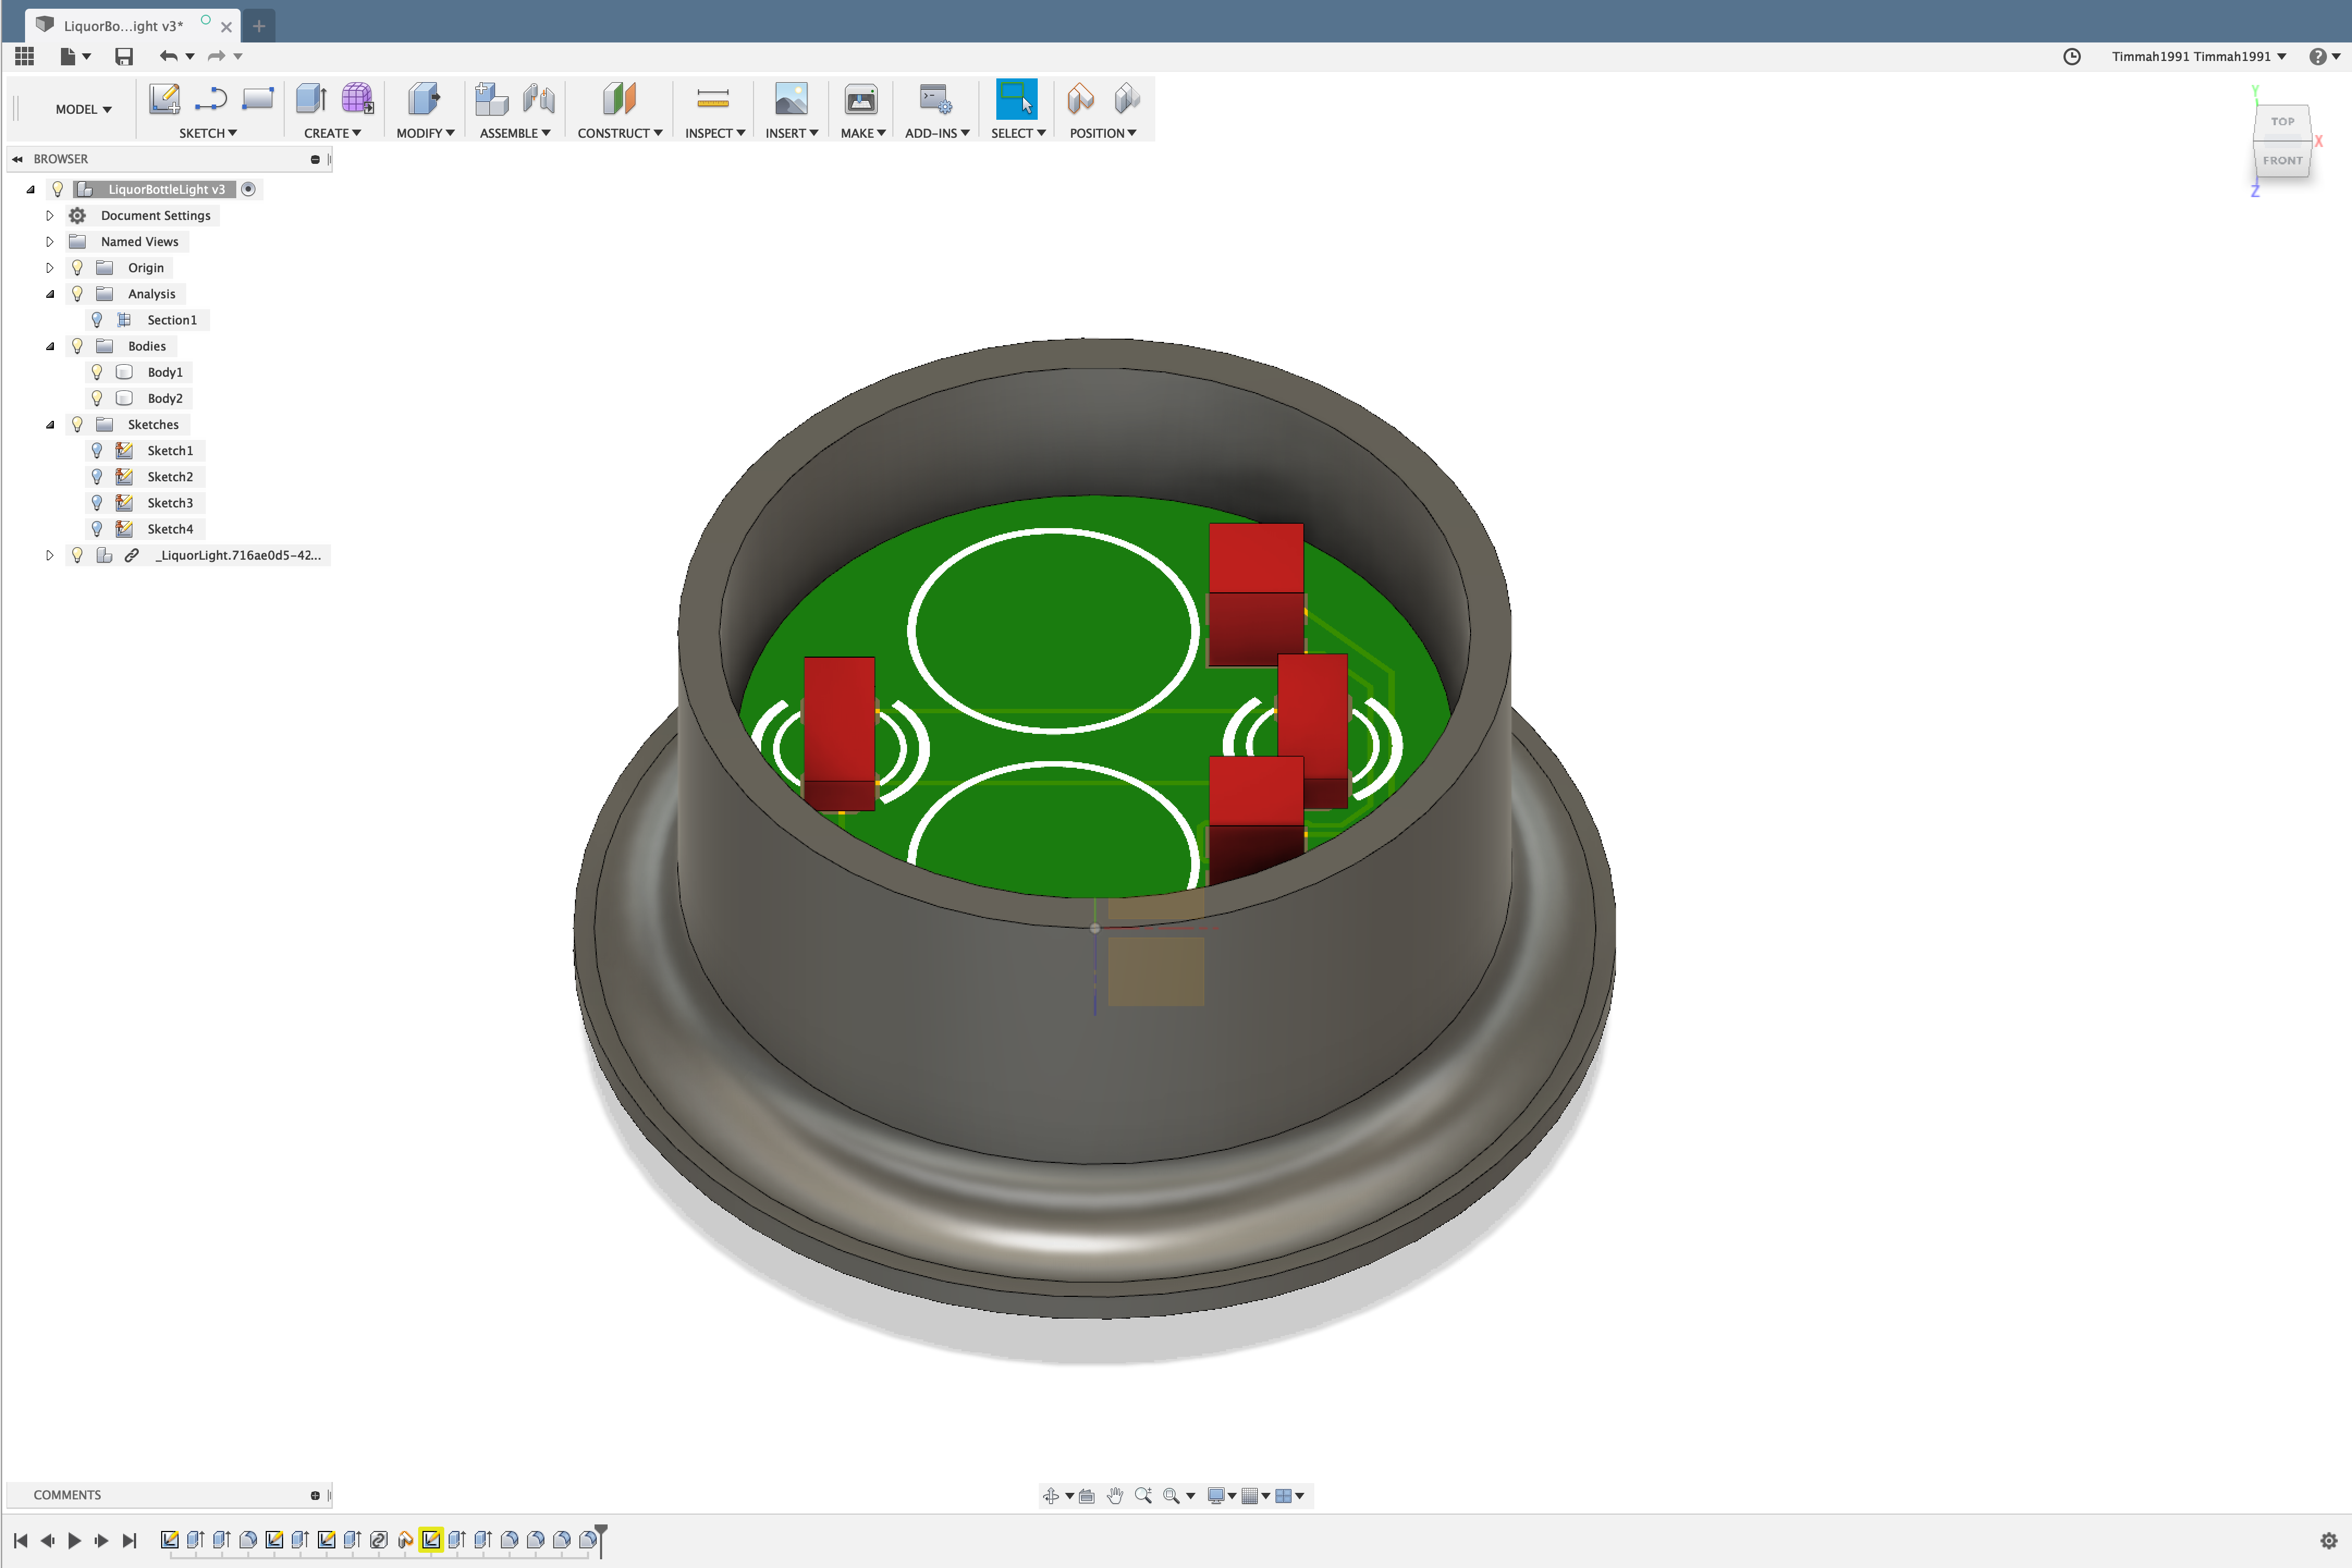 LiquorBo...ight v3*
Timmah1991 Timmah1991
MODEL
SKETCH
CREATE
MODIFY
ASSEMBLE
CONSTRUCT
INSPECT
INSERT
MAKE
ADD-INS
SELECT
POSITION
Y
TOP
X
FRONT
Z
BROWSER
LiquorBottleLight v3
Document Settings
Named Views
Origin
Analysis
Section1
Bodies
Body1
Body2
Sketches
Sketch1
Sketch2
Sketch3
Sketch4
_LiquorLight.716ae0d5-42...
COMMENTS